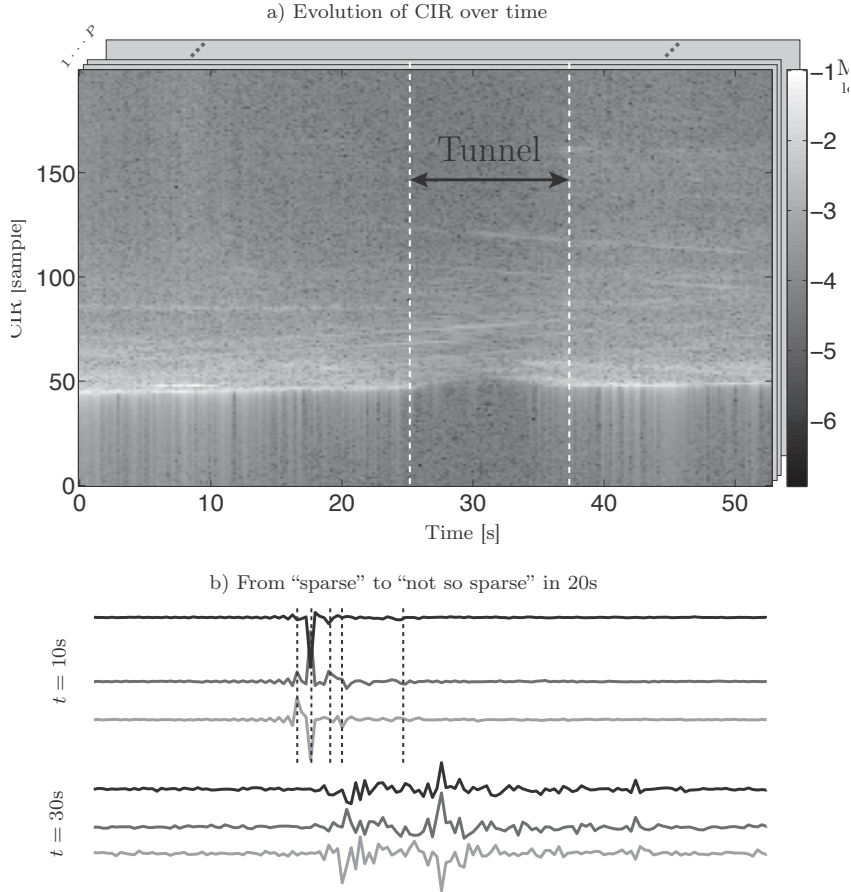 a) Evolution of CIR over time
1 ⋯ P
−1
−2
−3
−4
−5
−6
Tunnel
150
100
50
0
CIR [sample]
0 10 20 30 40 50
Time [s]
b) From “sparse” to “not so sparse” in 20s
t = 10s
t = 30s